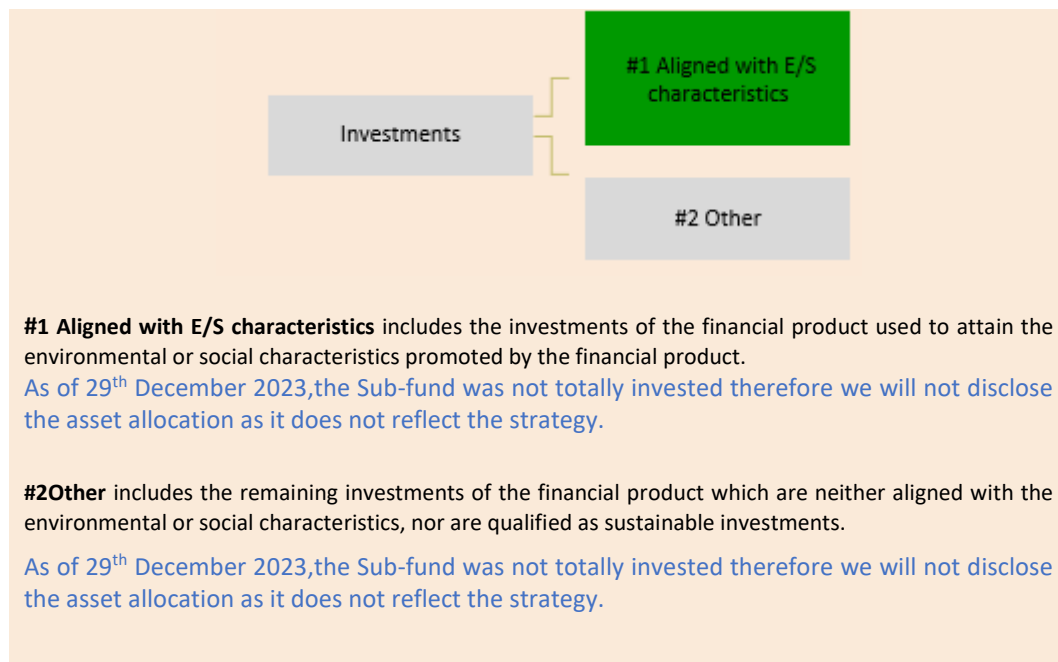 #1 Aligned with E/S
characteristics
Investments
#2 Other
#1 Aligned with E/S characteristics includes the investments of the financial product used to attain the
environmental or social characteristics promoted by the financial product.
As of 29th December 2023,the Sub-fund was not totally invested therefore we will not disclose
the asset allocation as it does not reflect the strategy.
#2Other includes the remaining investments of the financial product which are neither aligned with the
environmental or social characteristics, nor are qualified as sustainable investments.
As of 29th December 2023,the Sub-fund was not totally invested therefore we will not disclose
the asset allocation as it does not reflect the strategy.